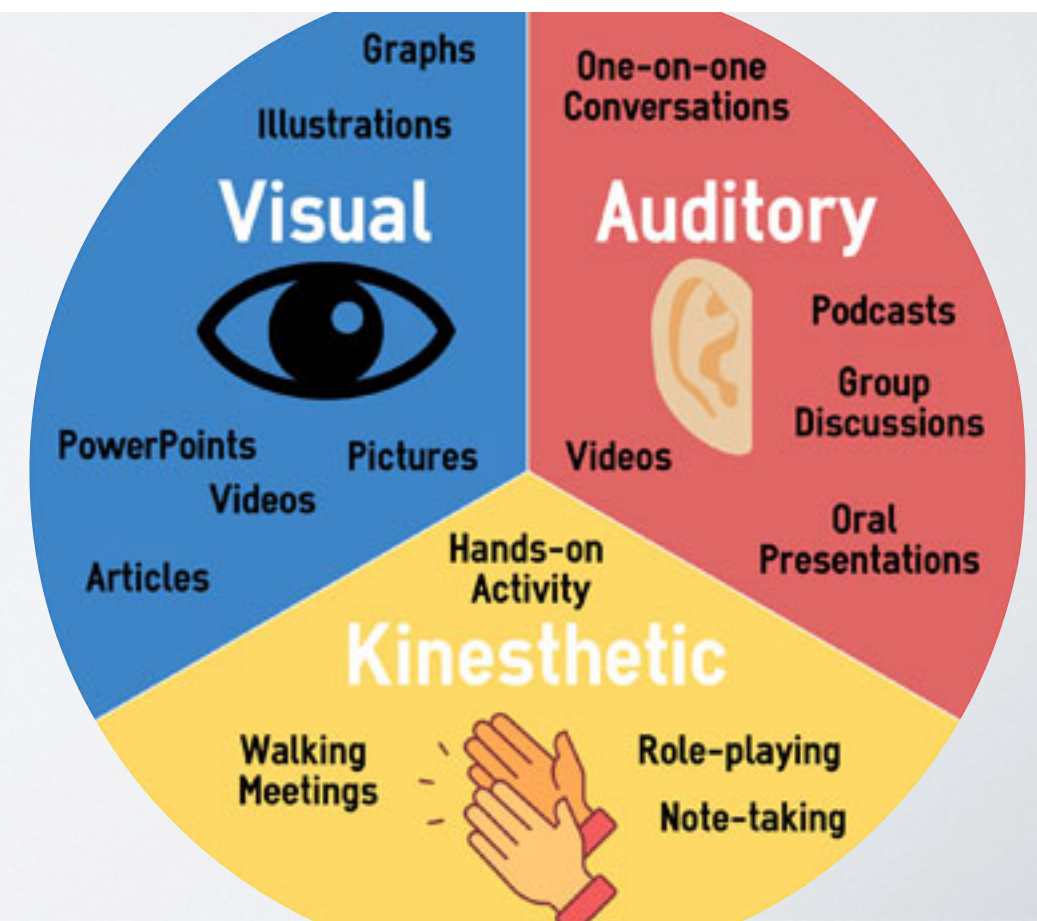 Graphs
Illustrations
Visual
PowerPoints
Pictures
Videos
Articles
One-on-one
Conversations
Auditory
Podcasts
Group
Discussions
Videos
Oral
Presentations
Hands-on
Activity
Kinesthetic
Walking
Meetings
Role-playing
Note-taking